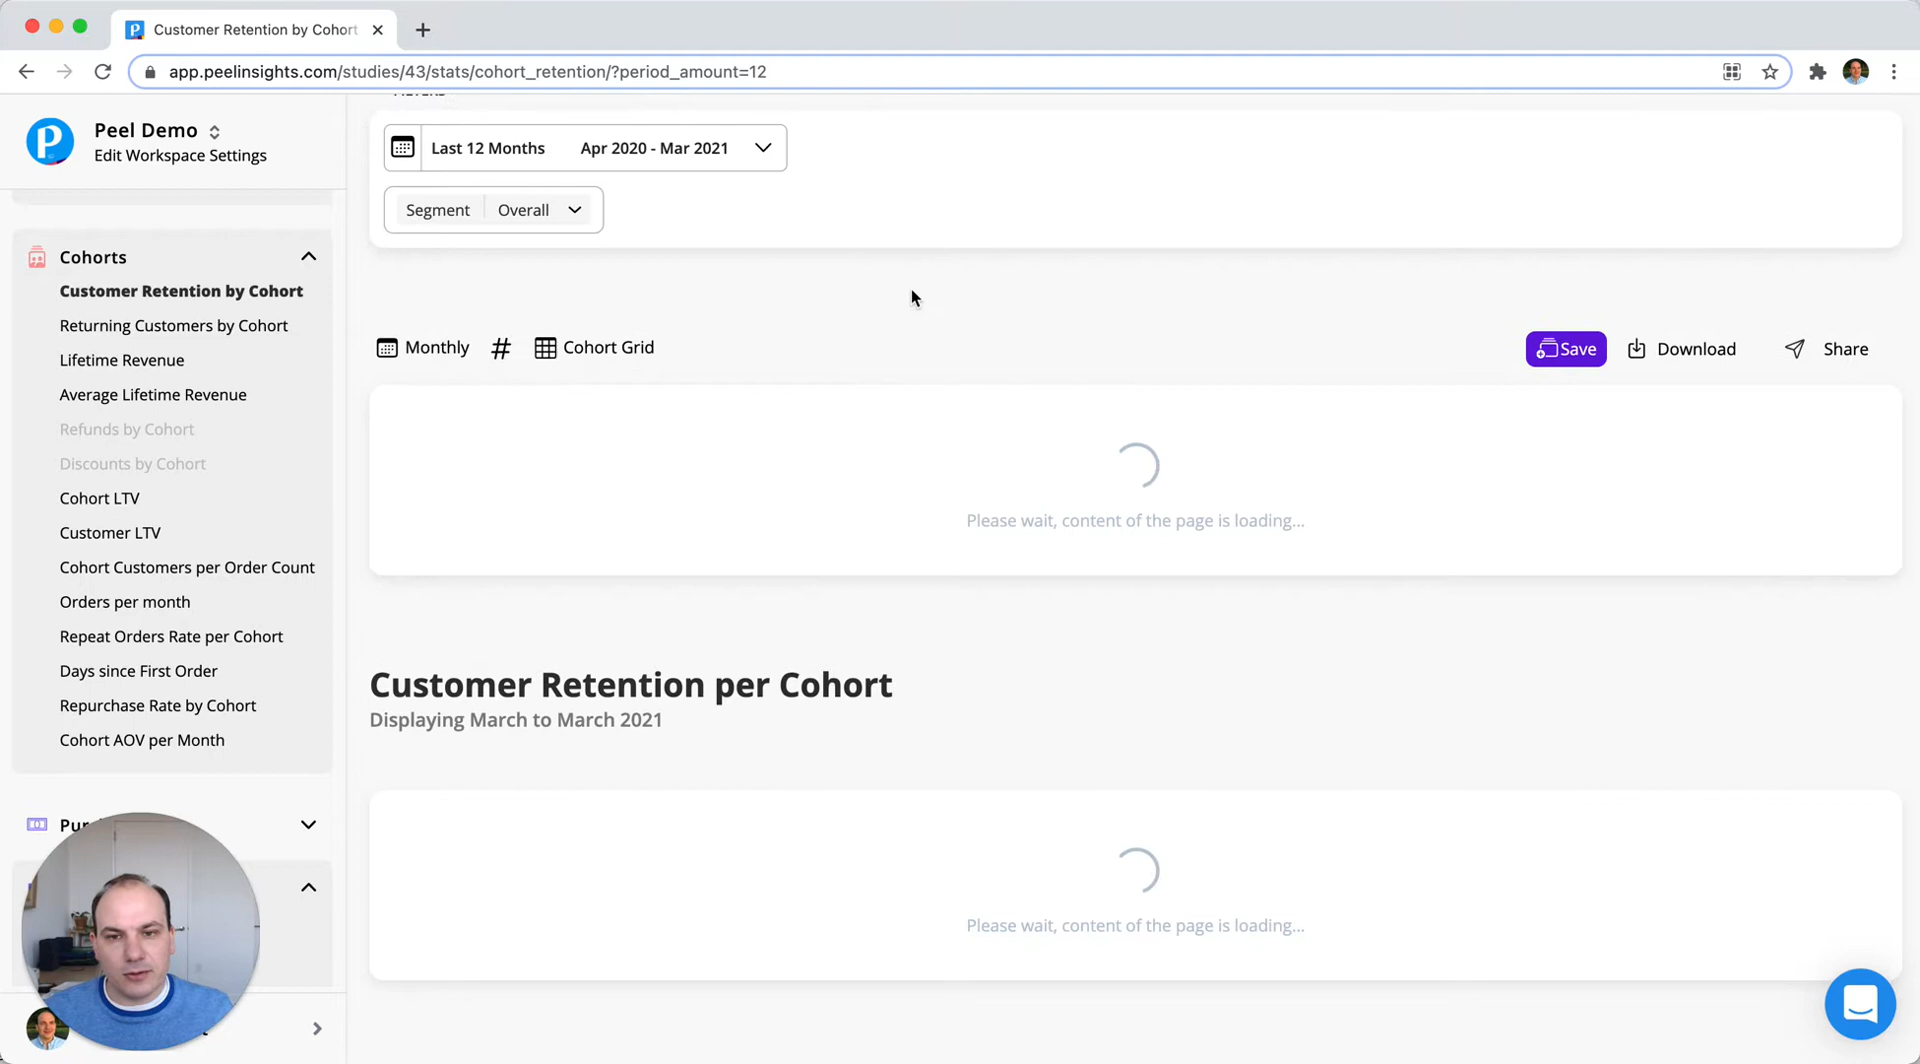 Customer Retention by Cohort
app.peelinsights.com/studies/43/stats/cohort_retention/?period_amount=12
Peel Demo
Edit Workspace Settings
Cohorts
Customer Retention by Cohort
Returning Customers by Cohort
Lifetime Revenue
Average Lifetime Revenue
Refunds by Cohort
Discounts by Cohort
Cohort LTV
Customer LTV
Cohort Customers per Order Count
Orders per month
Repeat Orders Rate per Cohort
Days since First Order
Repurchase Rate by Cohort
Cohort AOV per Month
Last 12 Months Apr 2020 - Mar 2021
Segment Overall
Monthly # Cohort Grid
Save Download Share
Please wait, content of the page is loading...
Customer Retention per Cohort
Displaying March to March 2021
Please wait, content of the page is loading...